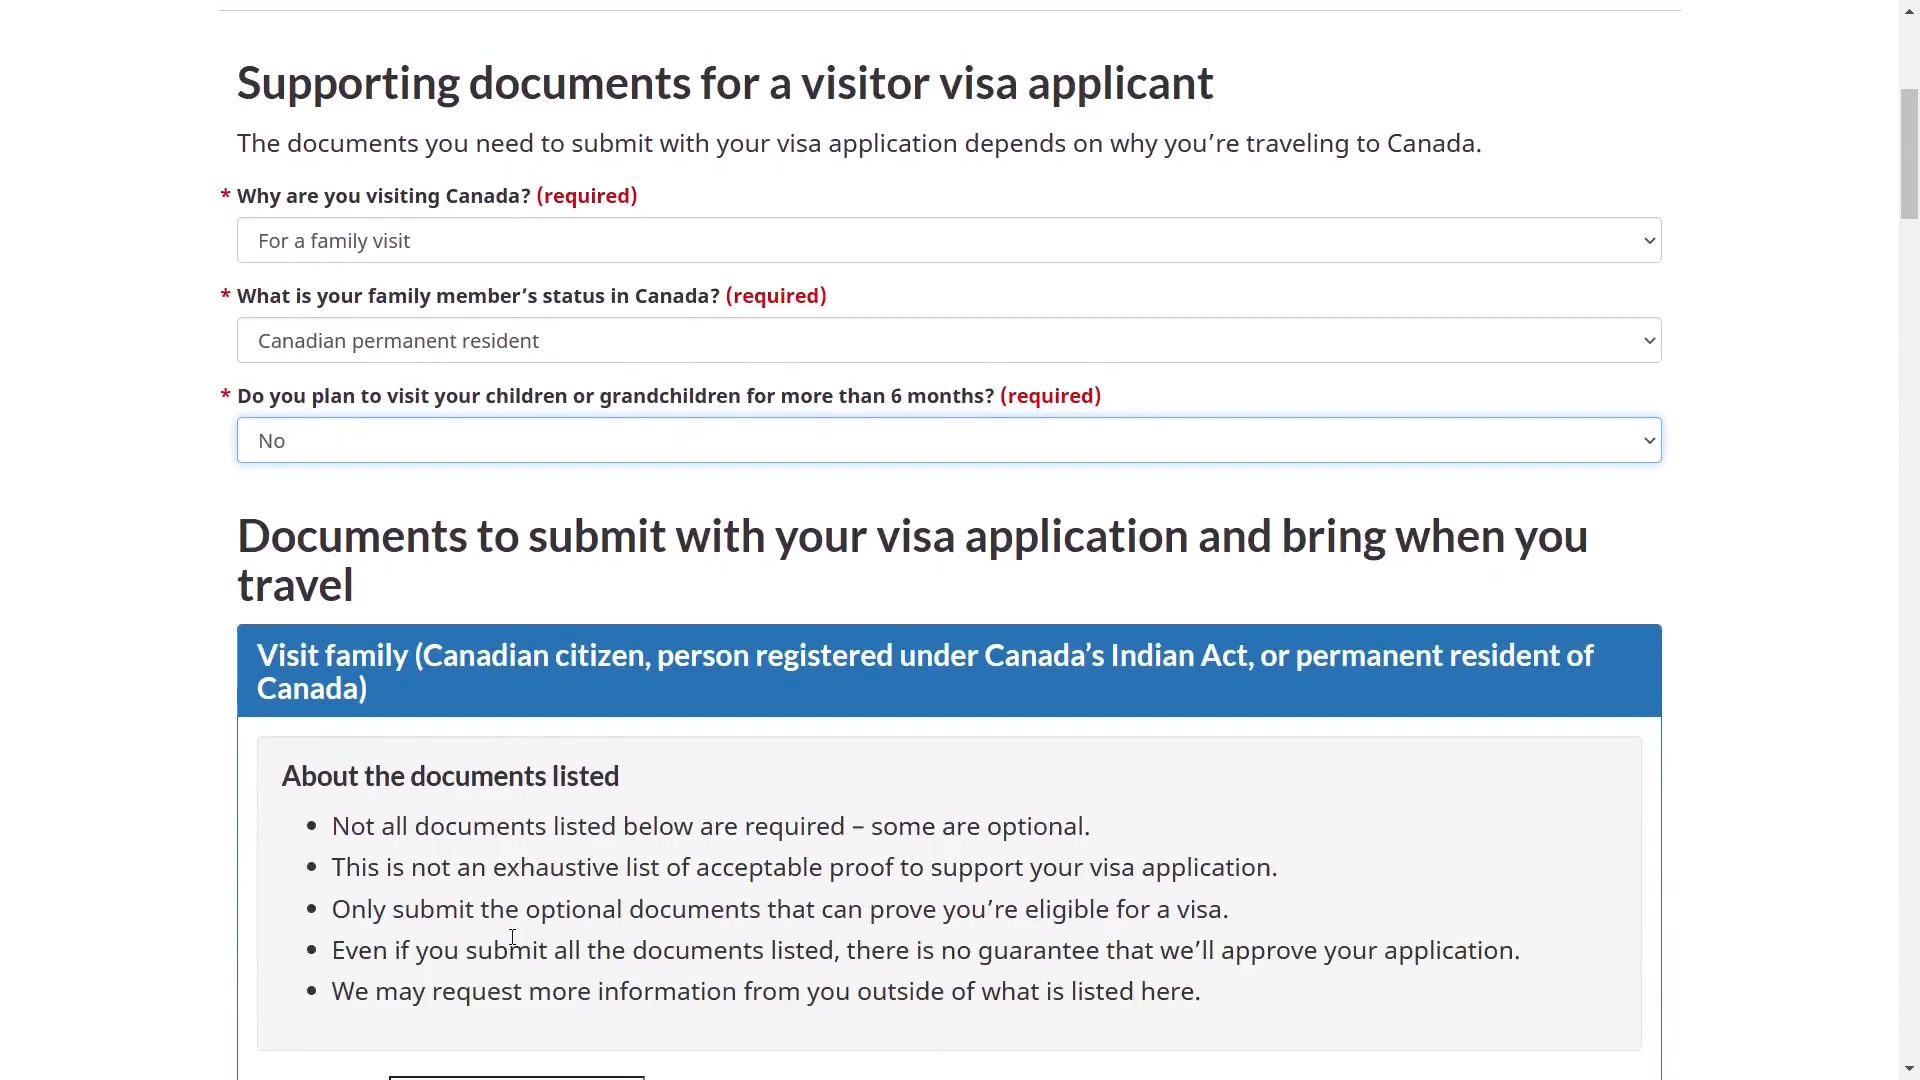 Supporting documents for a visitor visa applicant
The documents you need to submit with your visa application depends on why you’re traveling to Canada.
* Why are you visiting Canada? (required)
For a family visit
* What is your family member’s status in Canada? (required)
Canadian permanent resident
* Do you plan to visit your children or grandchildren for more than 6 months? (required)
No
Documents to submit with your visa application and bring when you
travel
Visit family (Canadian citizen, person registered under Canada’s Indian Act, or permanent resident of
Canada)
About the documents listed
• Not all documents listed below are required – some are optional.
• This is not an exhaustive list of acceptable proof to support your visa application.
• Only submit the optional documents that can prove you’re eligible for a visa.
• Even if you submit all the documents listed, there is no guarantee that we’ll approve your application.
• We may request more information from you outside of what is listed here.